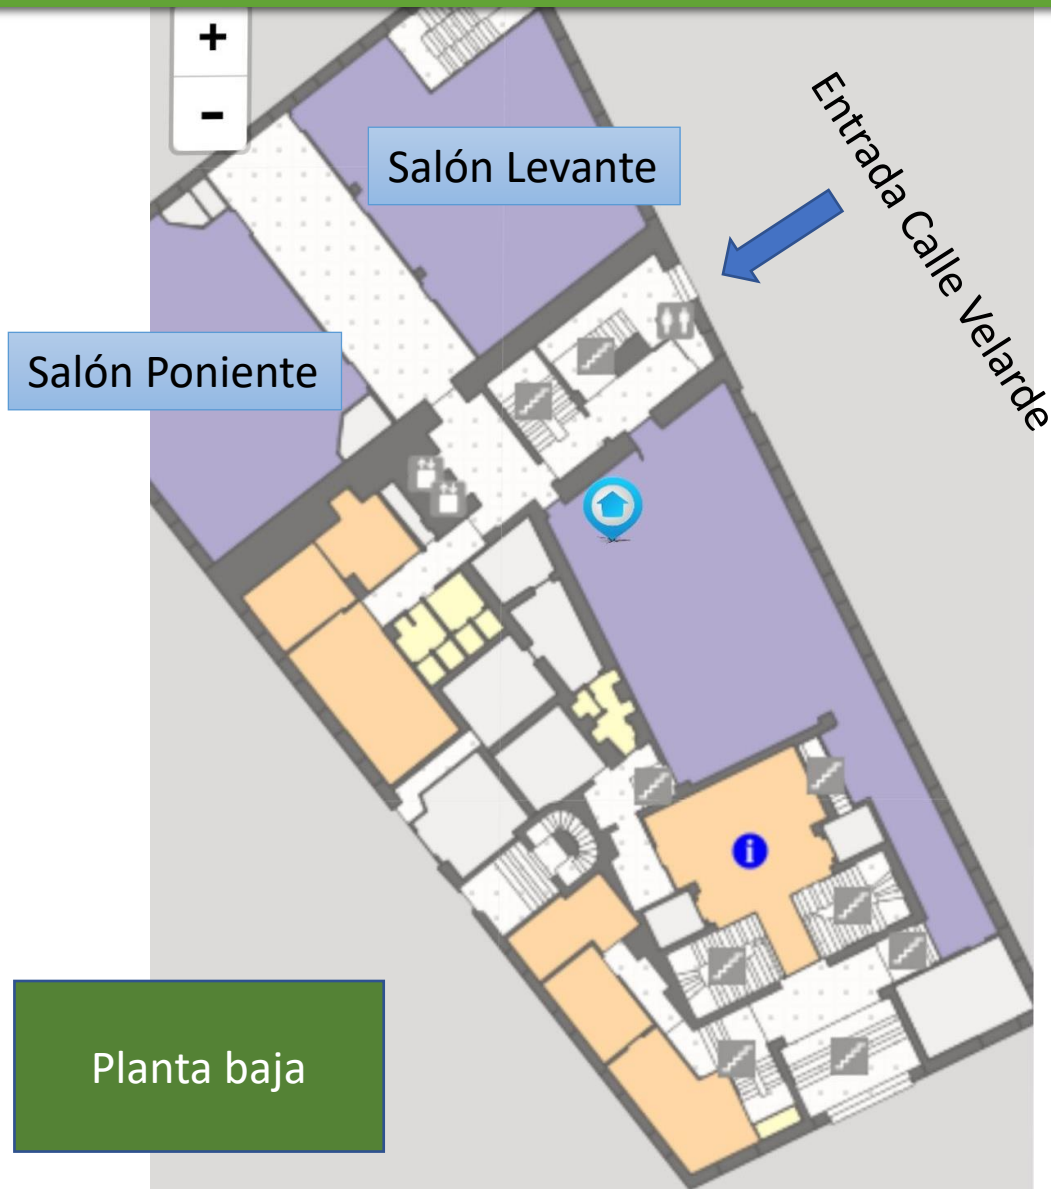 +
-
Salón Levante
Entrada Calle Velarde
Salón Poniente
i
Planta baja